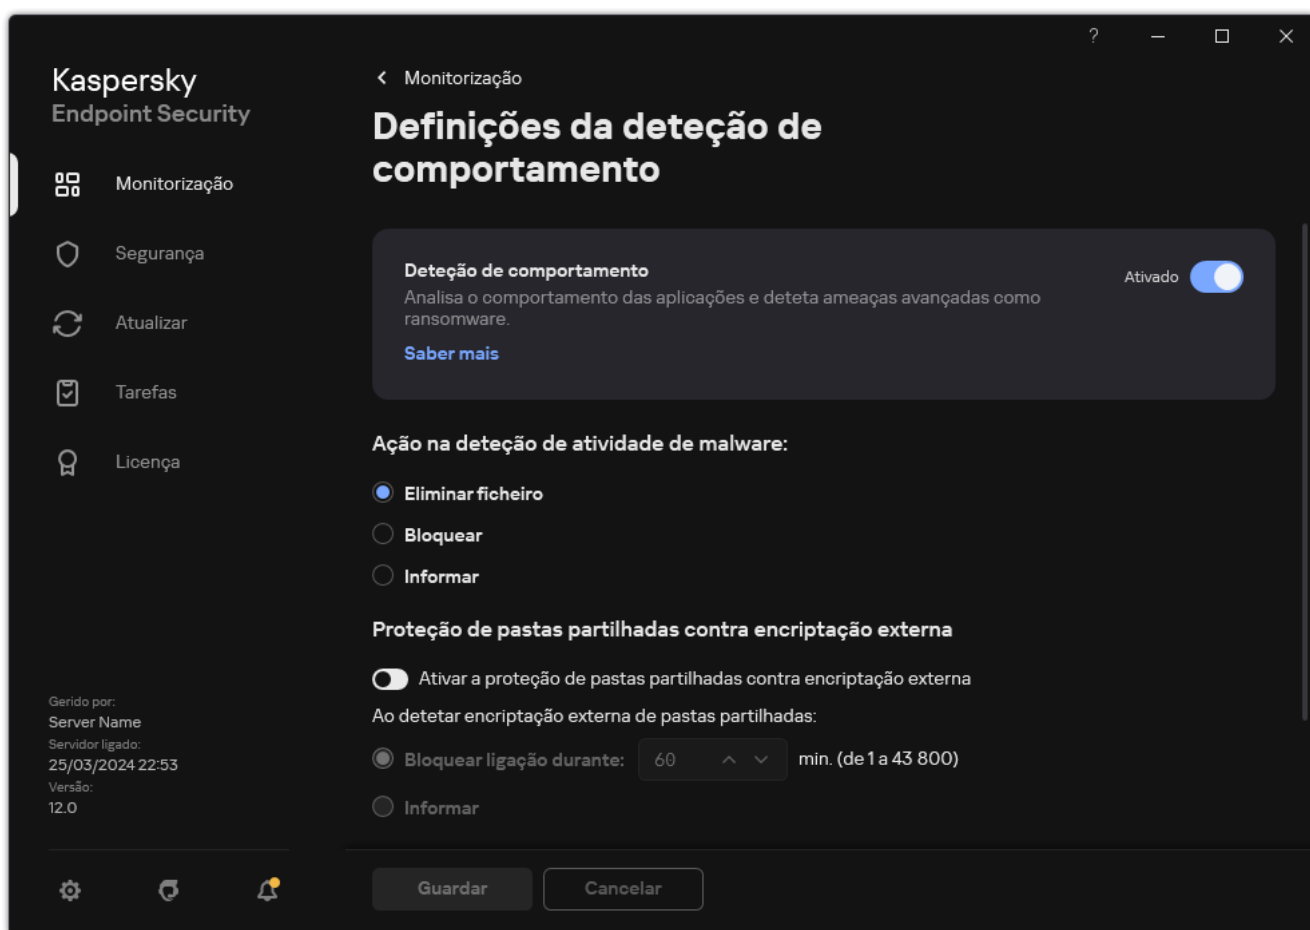 ?
Kaspersky
Endpoint Security
Monitorização
Segurança
Atualizar
Tarefas
Licença
Gerido por:
Server Name
Servidor ligado:
25/03/2024 22:53
Versão:
12.0
Monitorização
Definições da deteção de
comportamento
Deteção de comportamento
Analisa o comportamento das aplicações e deteta ameaças avançadas como
ransomware.
Saber mais
Ativado
Ação na deteção de atividade de malware:
Eliminar ficheiro
Bloquear
Informar
Proteção de pastas partilhadas contra encriptação externa
Ativar a proteção de pastas partilhadas contra encriptação externa
Ao detetar encriptação externa de pastas partilhadas:
Bloquear ligação durante: 60 min. (de 1 a 43 800)
Informar
Guardar Cancelar